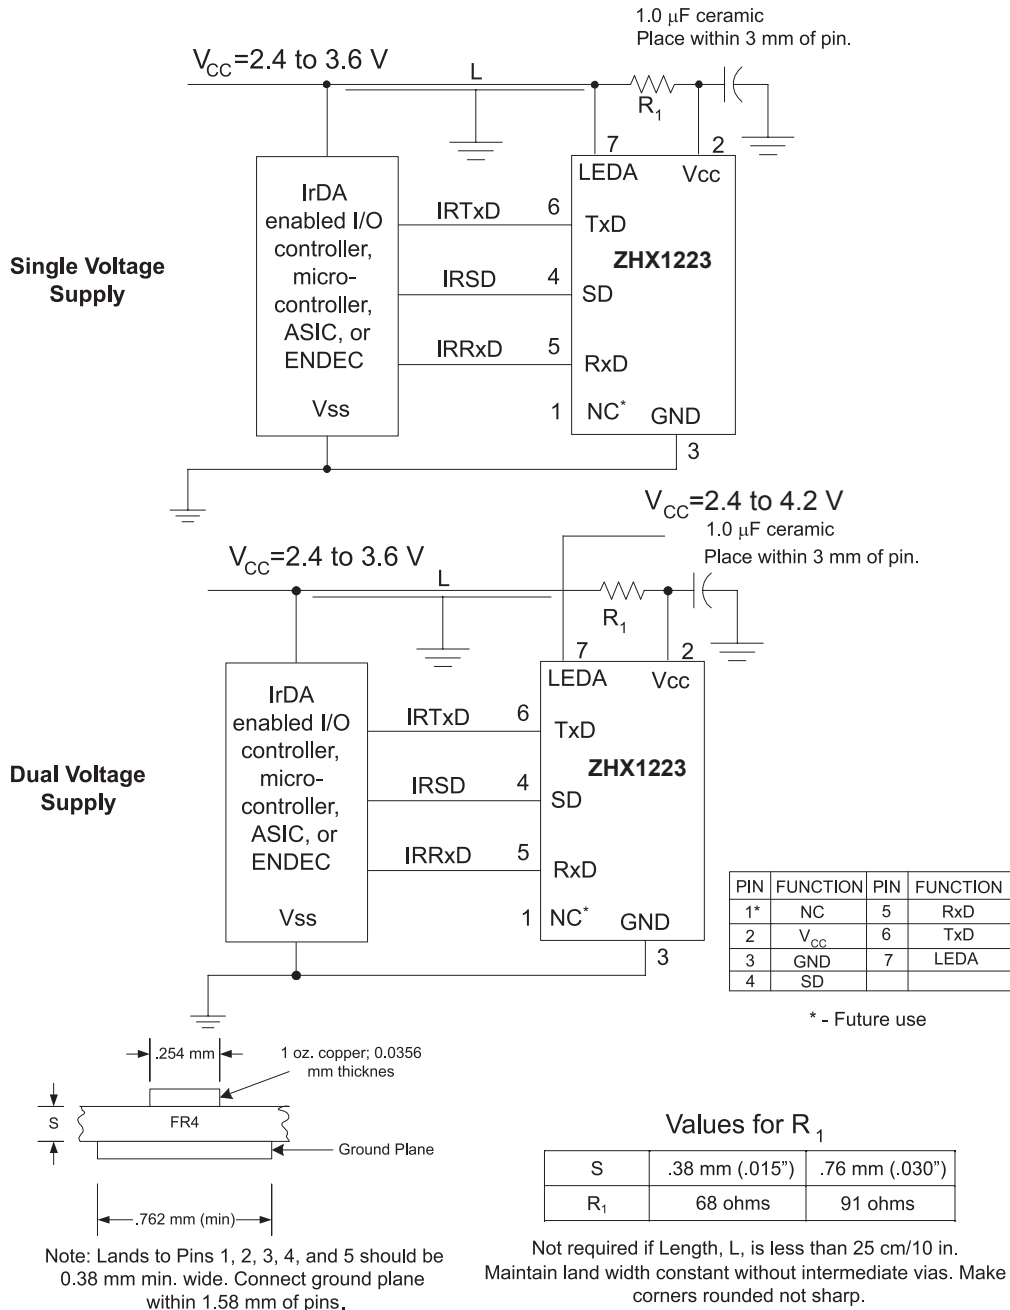 1.0 μF ceramic
Place within 3 mm of pin.
V_CC=2.4 to 3.6 V
L
R_1
7
2
LEDA
Vcc
IrDA
enabled I/O
controller,
micro-
controller,
ASIC, or
ENDEC
Vss
IRTxD
6
TxD
ZHX1223
Single Voltage
Supply
IRSD
4
SD
IRRxD
5
RxD
1
NC*
GND
3
V_CC=2.4 to 4.2 V
1.0 μF ceramic
Place within 3 mm of pin.
V_CC=2.4 to 3.6 V
L
R_1
7
2
LEDA
Vcc
IrDA
enabled I/O
controller,
micro-
controller,
ASIC, or
ENDEC
Vss
IRTxD
6
TxD
ZHX1223
Dual Voltage
Supply
IRSD
4
SD
IRRxD
5
RxD
1
NC*
GND
3
PIN FUNCTION PIN FUNCTION
1* NC 5 RxD
2 V_CC 6 TxD
3 GND 7 LEDA
4 SD
* - Future use
.254 mm
1 oz. copper; 0.0356
mm thicknes
S
FR4
Ground Plane
.762 mm (min)
Note: Lands to Pins 1, 2, 3, 4, and 5 should be
0.38 mm min. wide. Connect ground plane
within 1.58 mm of pins.
Values for R_1
S .38 mm (.015”) .76 mm (.030”)
R_1 68 ohms 91 ohms
Not required if Length, L, is less than 25 cm/10 in.
Maintain land width constant without intermediate vias. Make
corners rounded not sharp.